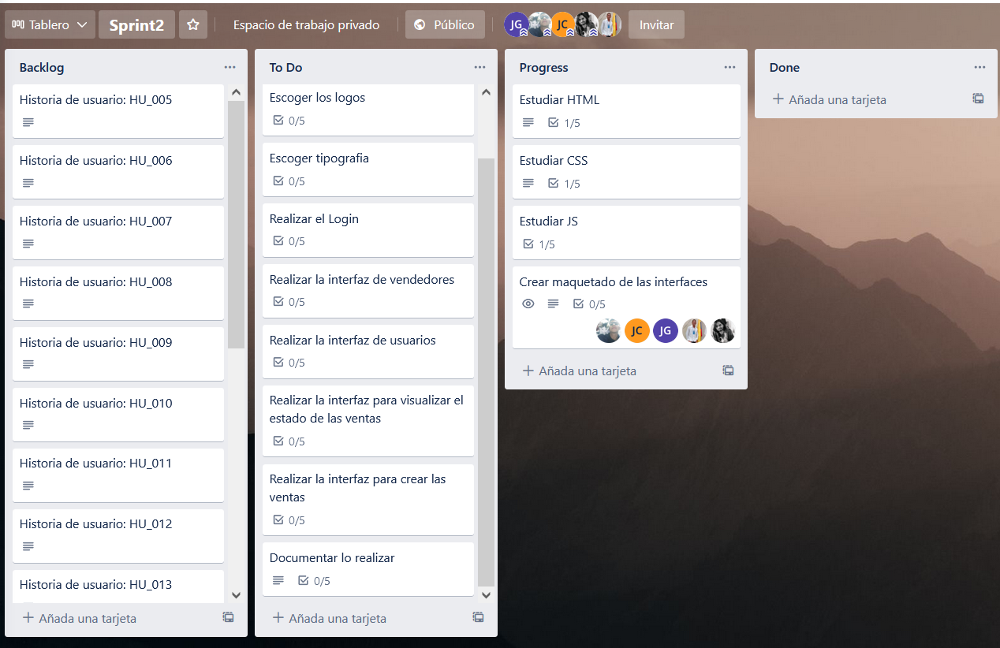 Tablero
Sprint2
Espacio de trabajo privado
Público
JG
JC
Invitar
Backlog
Historia de usuario: HU_005
Historia de usuario: HU_006
Historia de usuario: HU_007
Historia de usuario: HU_008
Historia de usuario: HU_009
Historia de usuario: HU_010
Historia de usuario: HU_011
Historia de usuario: HU_012
Historia de usuario: HU_013
Añada una tarjeta
To Do
Escoger los logos
0/5
Escoger tipografia
0/5
Realizar el Login
0/5
Realizar la interfaz de vendedores
0/5
Realizar la interfaz de usuarios
0/5
Realizar la interfaz para visualizar el
estado de las ventas
0/5
Realizar la interfaz para crear las
ventas
0/5
Documentar lo realizar
0/5
Añada una tarjeta
Progress
Estudiar HTML
1/5
Estudiar CSS
1/5
Estudiar JS
1/5
Crear maquetado de las interfaces
0/5
JC
JG
Añada una tarjeta
Done
Añada una tarjeta